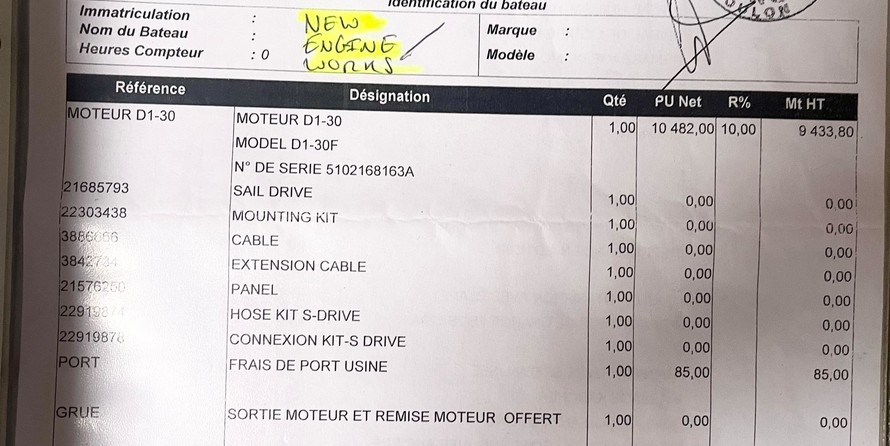 Identification du bateau
Immatriculation :
Nom du Bateau :
Heures Compteur : 0
NEW
ENGINE
WORKS
Marque :
Modèle :
Référence Désignation Qté PU Net R% Mt HT
MOTEUR D1-30 MOTEUR D1-30 1,00 10 482,00 10,00 9 433,80
MODEL D1-30F
N° DE SERIE 5102168163A
21685793 SAIL DRIVE 1,00 0,00 0,00
22303438 MOUNTING KIT 1,00 0,00 0,00
CABLE 1,00 0,00 0,00
EXTENSION CABLE 1,00 0,00 0,00
21576250 PANEL 1,00 0,00 0,00
HOSE KIT S-DRIVE 1,00 0,00 0,00
22919878 CONNEXION KIT-S DRIVE 1,00 0,00 0,00
PORT FRAIS DE PORT USINE 1,00 85,00 85,00
GRUE SORTIE MOTEUR ET REMISE MOTEUR OFFERT 1,00 0,00 0,00